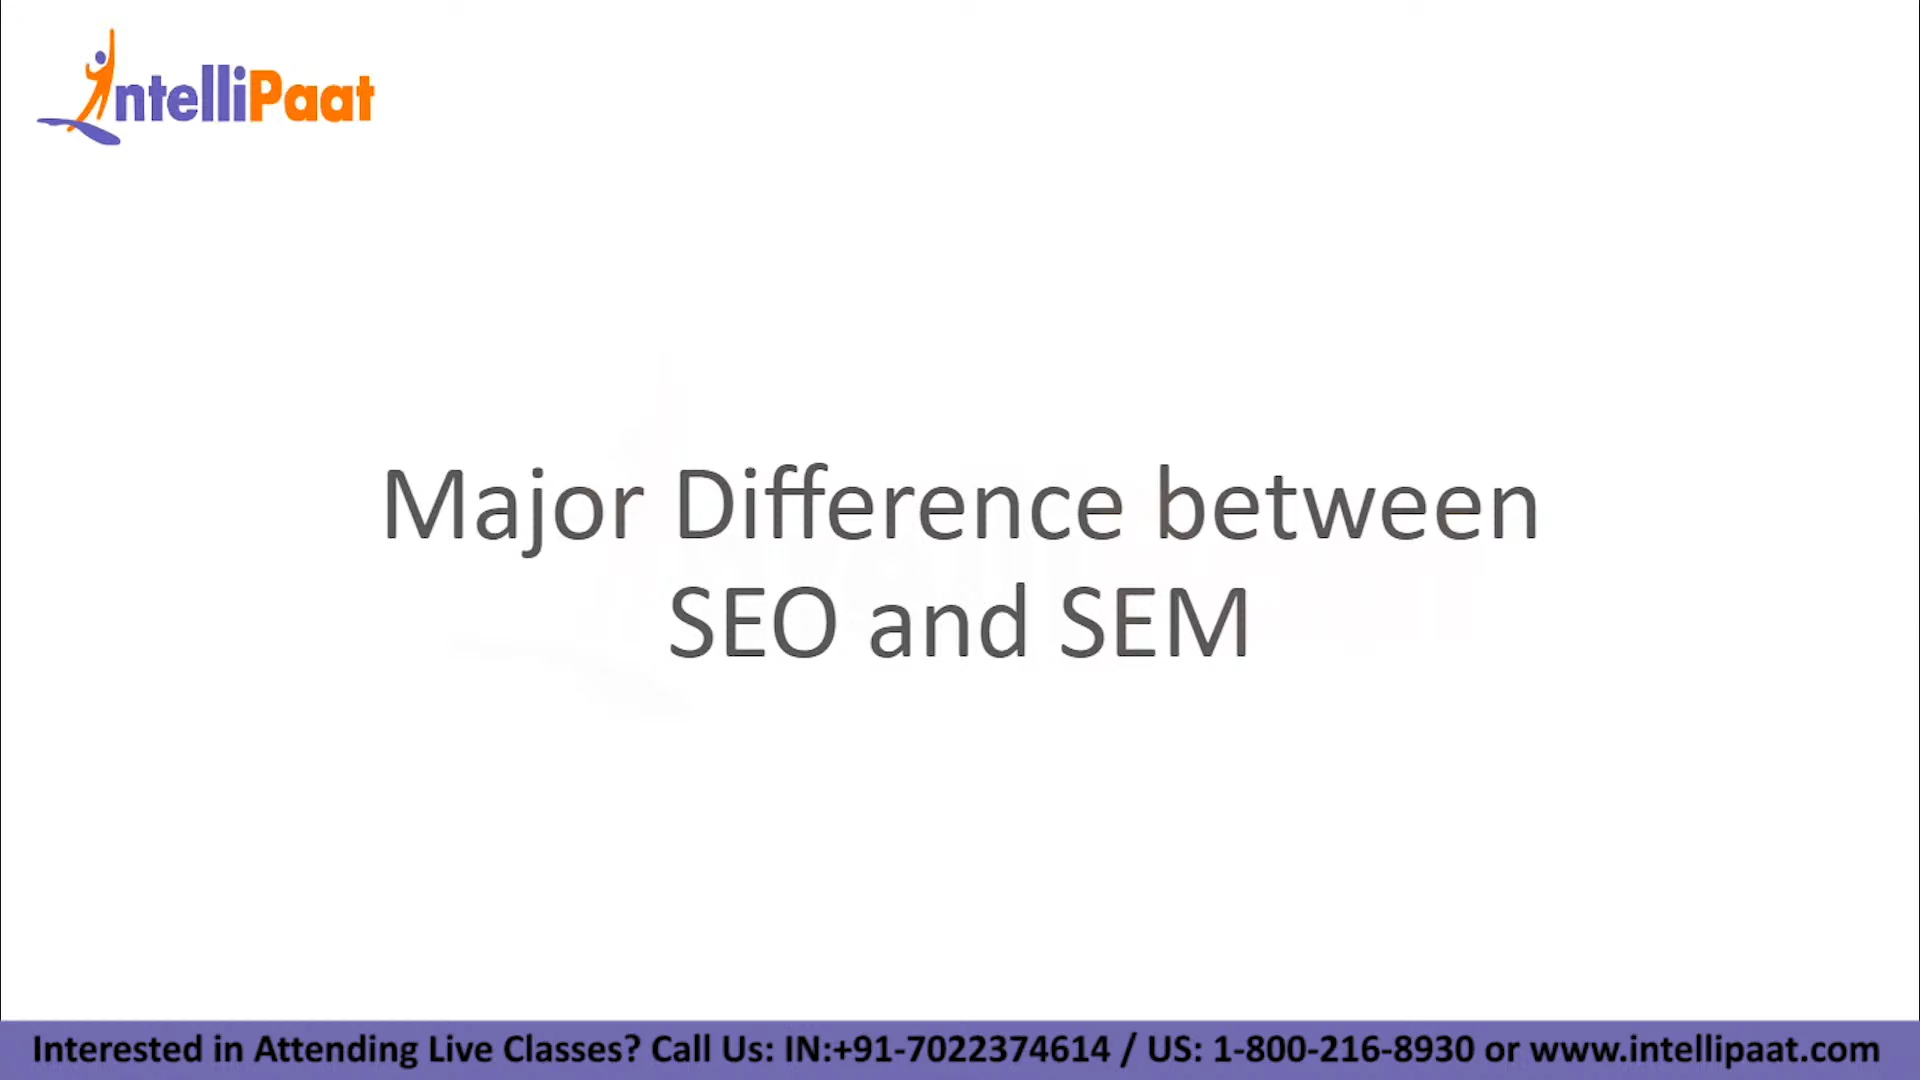 IntelliPaat
Major Difference between
SEO and SEM
Interested in Attending Live Classes? Call Us: IN:+91-7022374614 / US: 1-800-216-8930 or www.intellipaat.com